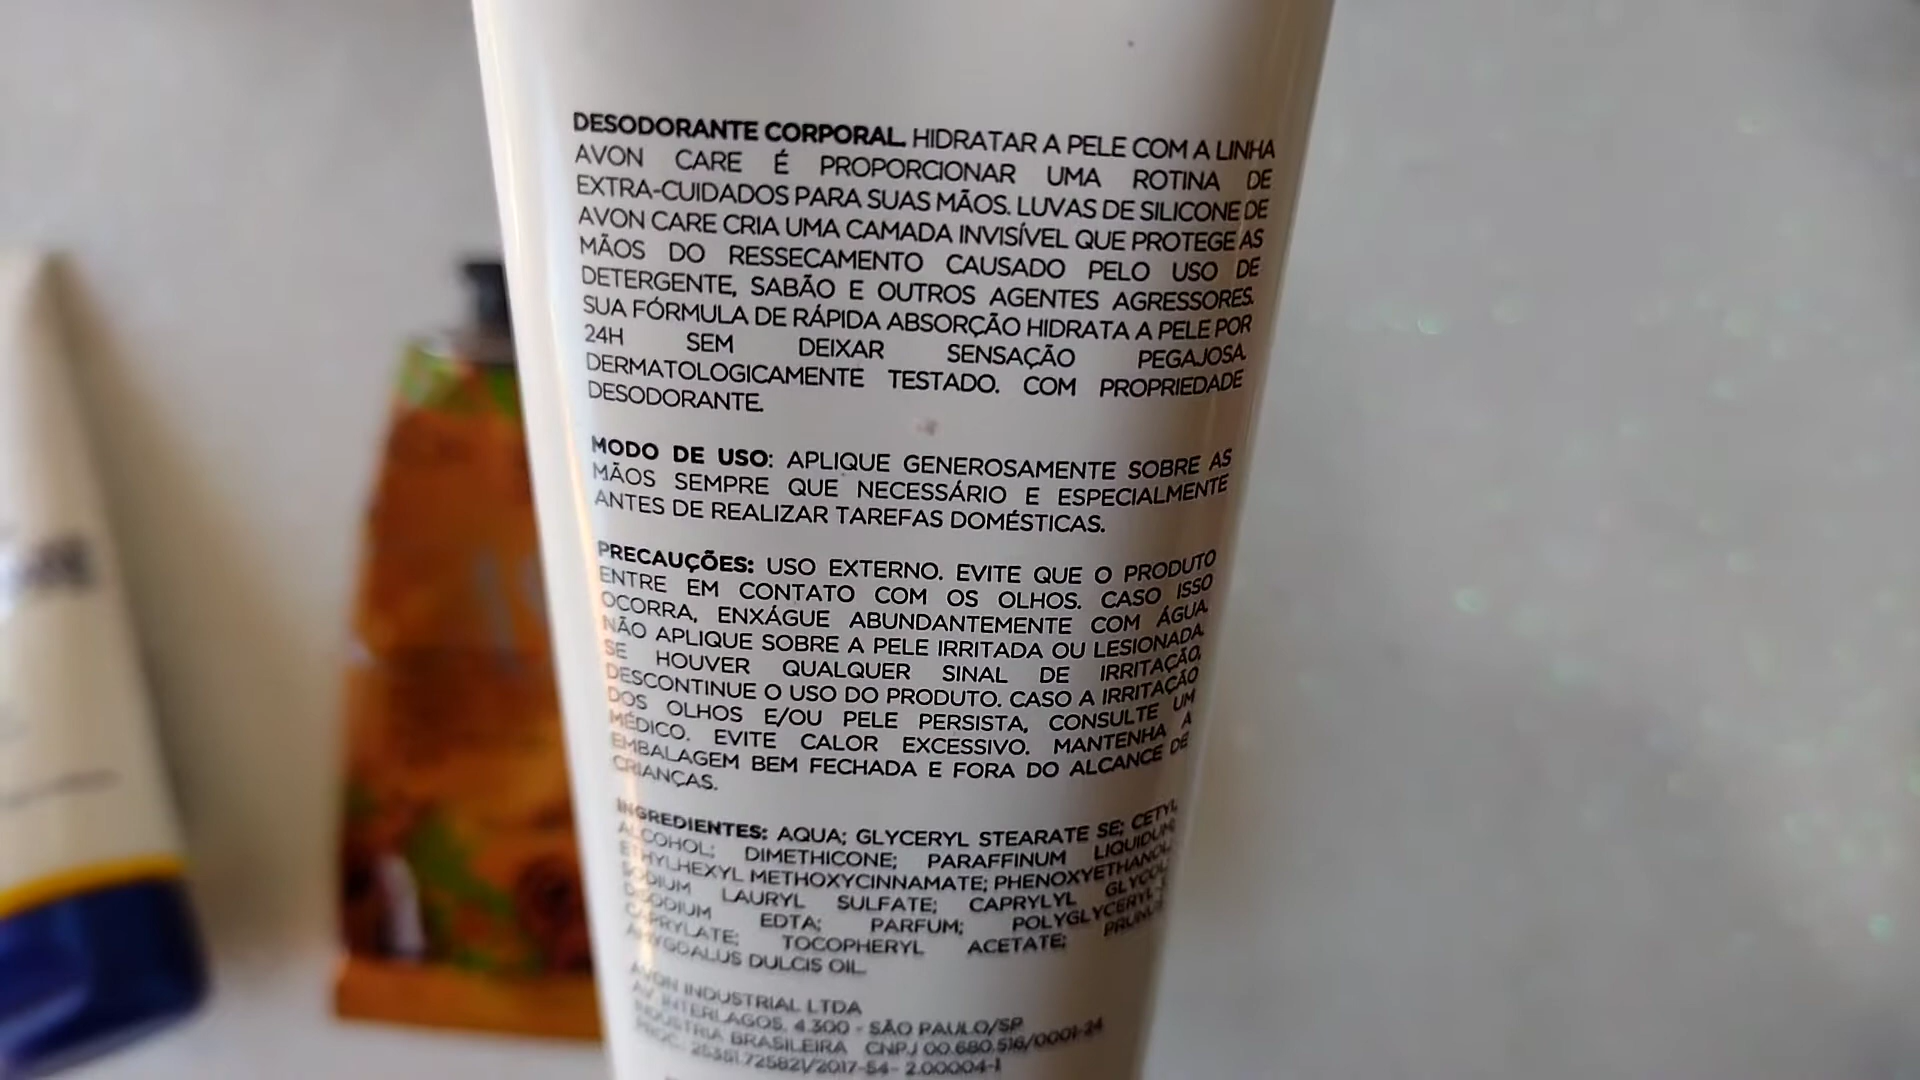 DESODORANTE CORPORAL. HIDRATAR A PELE COM A LINHA
AVON CARE É PROPORCIONAR UMA ROTINA DE
EXTRA-CUIDADOS PARA SUAS MÃOS. LUVAS DE SILICONE DE
AVON CARE CRIA UMA CAMADA INVISÍVEL QUE PROTEGE AS
MÃOS DO RESSECAMENTO CAUSADO PELO USO DE
DETERGENTE, SABÃO E OUTROS AGENTES AGRESSORES.
SUA FÓRMULA DE RÁPIDA ABSORÇÃO HIDRATA A PELE POR
24H SEM DEIXAR SENSAÇÃO PEGAJOSA.
DERMATOLOGICAMENTE TESTADO. COM PROPRIEDADE
DESODORANTE.
MODO DE USO: APLIQUE GENEROSAMENTE SOBRE AS
MÃOS SEMPRE QUE NECESSÁRIO E ESPECIALMENTE
ANTES DE REALIZAR TAREFAS DOMÉSTICAS.
PRECAUÇÕES: USO EXTERNO. EVITE QUE O PRODUTO
ENTRE EM CONTATO COM OS OLHOS. CASO ISSO
OCORRA, ENXÁGUE ABUNDANTEMENTE COM ÁGUA.
NÃO APLIQUE SOBRE A PELE IRRITADA OU LESIONADA.
SE HOUVER QUALQUER SINAL DE IRRITAÇÃO,
DESCONTINUE O USO DO PRODUTO. CASO A IRRITAÇÃO
DOS OLHOS E/OU PELE PERSISTA, CONSULTE UM
MÉDICO. EVITE CALOR EXCESSIVO. MANTENHA A
EMBALAGEM BEM FECHADA E FORA DO ALCANCE DE
CRIANÇAS.
INGREDIENTES: AQUA; GLYCERYL STEARATE SE; CETYL
ALCOHOL; DIMETHICONE; PARAFFINUM LIQUIDUM;
ETHYLHEXYL METHOXYCINNAMATE; PHENOXYETHANOL;
SODIUM LAURYL SULFATE; CAPRYLYL GLYCOL;
DISODIUM EDTA; PARFUM; POLYGLYCERYL-3
CAPRYLATE; TOCOPHERYL ACETATE; PRUNUS
AMYGDALUS DULCIS OIL.
AVON INDUSTRIAL LTDA
AV. INTERLAGOS, 4.300 - SÃO PAULO/SP
INDÚSTRIA BRASILEIRA CNPJ 00.680.516/0001-24
PROC.: 25351.725821/2017-54- 2.00004-1